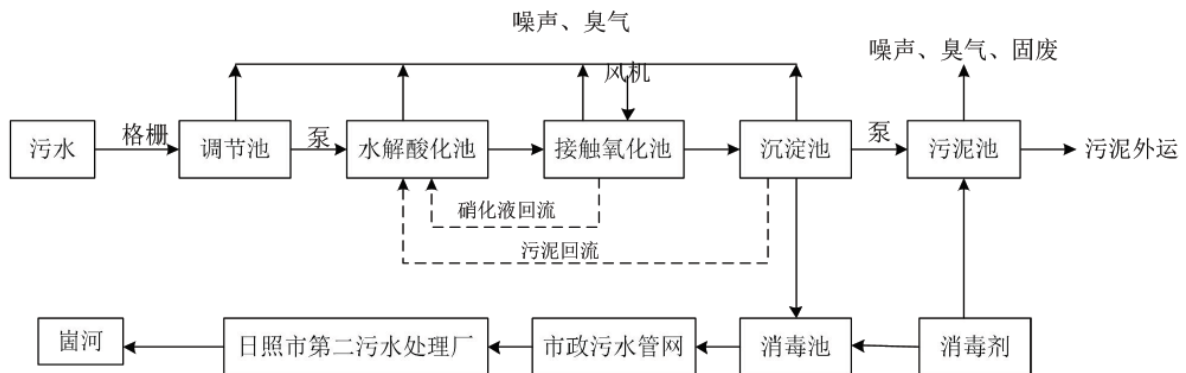 噪声、臭气
噪声、臭气、固废
风机
污水
格栅
调节池
泵
水解酸化池
接触氧化池
沉淀池
泵
污泥池
污泥外运
硝化液回流
污泥回流
崮河
日照市第二污水处理厂
市政污水管网
消毒池
消毒剂